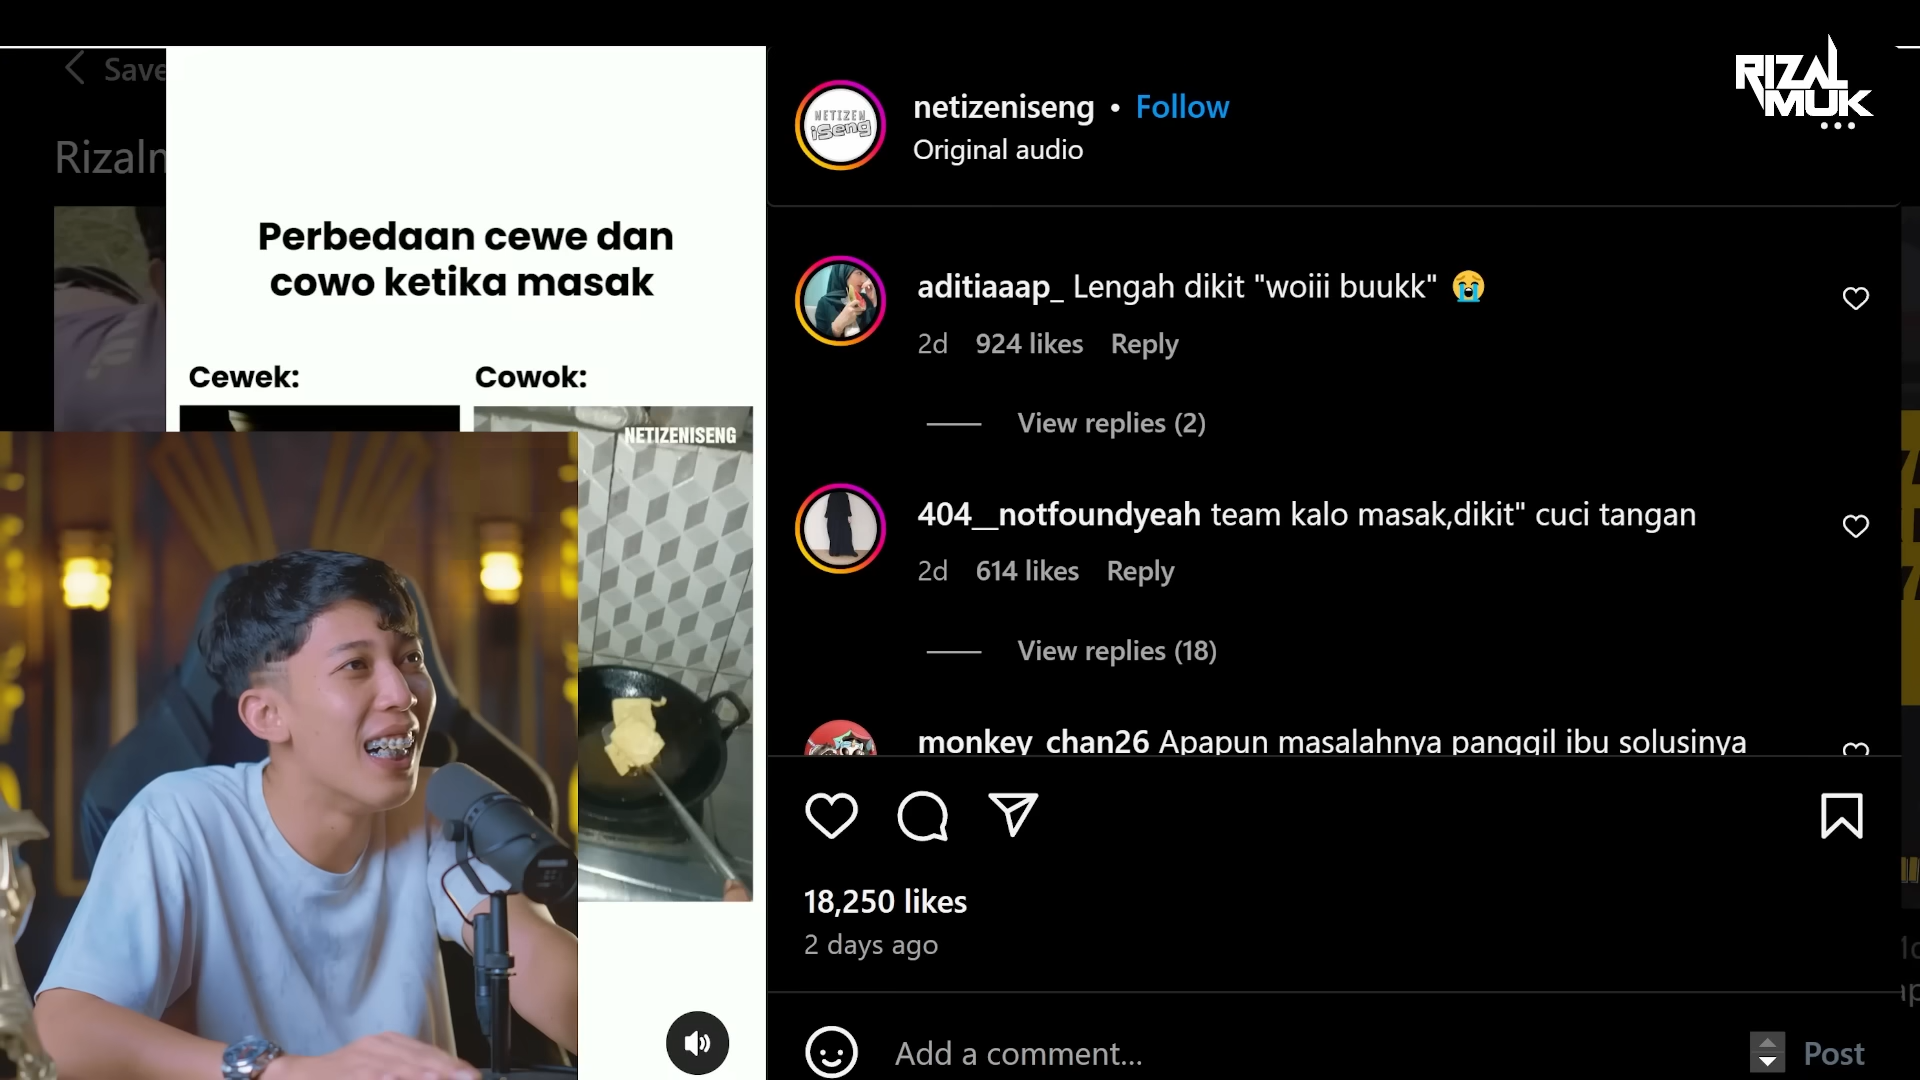 Save
Rizaln
Perbedaan cewe dan
cowo ketika masak
Cewek:
Cowok:
NETIZENISENG
NETIZEN
iSeng
netizeniseng • Follow
Original audio
RIZAL
MUK
aditiaaap_ Lengah dikit "woiii buukk" 😭
2d 924 likes Reply
View replies (2)
404__notfoundyeah team kalo masak,dikit" cuci tangan
2d 614 likes Reply
View replies (18)
monkey_chan26 Apapun masalahnya panggil ibu solusinya
18,250 likes
2 days ago
Add a comment...
Post